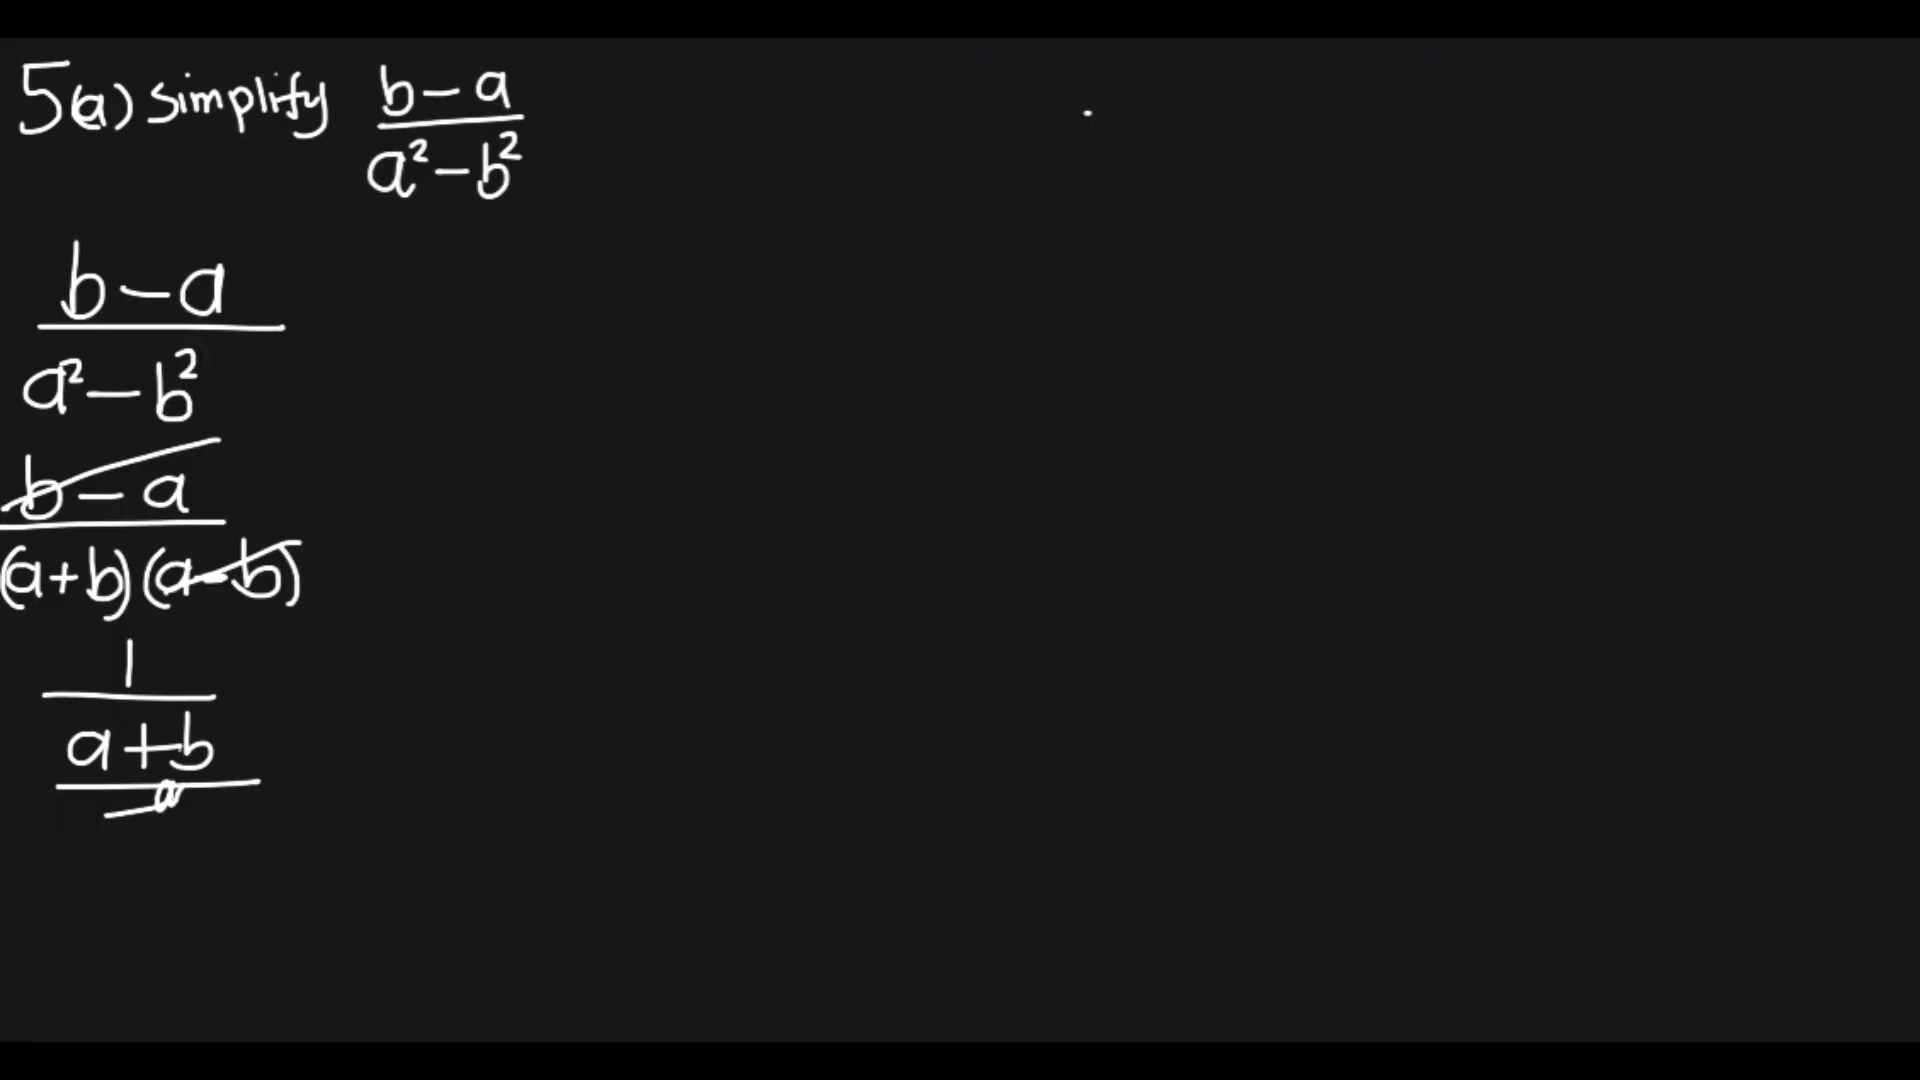 5(a) simplify b-a
a²-b²
b-a
a²-b²
b-a
(a+b)(a-b)
1
a+b